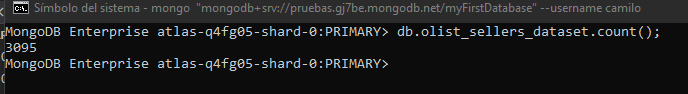 Símbolo del sistema - mongo "mongodb+srv://pruebas.gj7be.mongodb.net/myFirstDatabase" --username camilo
MongoDB Enterprise atlas-q4fg05-shard-0:PRIMARY> db.olist_sellers_dataset.count();
3095
MongoDB Enterprise atlas-q4fg05-shard-0:PRIMARY>